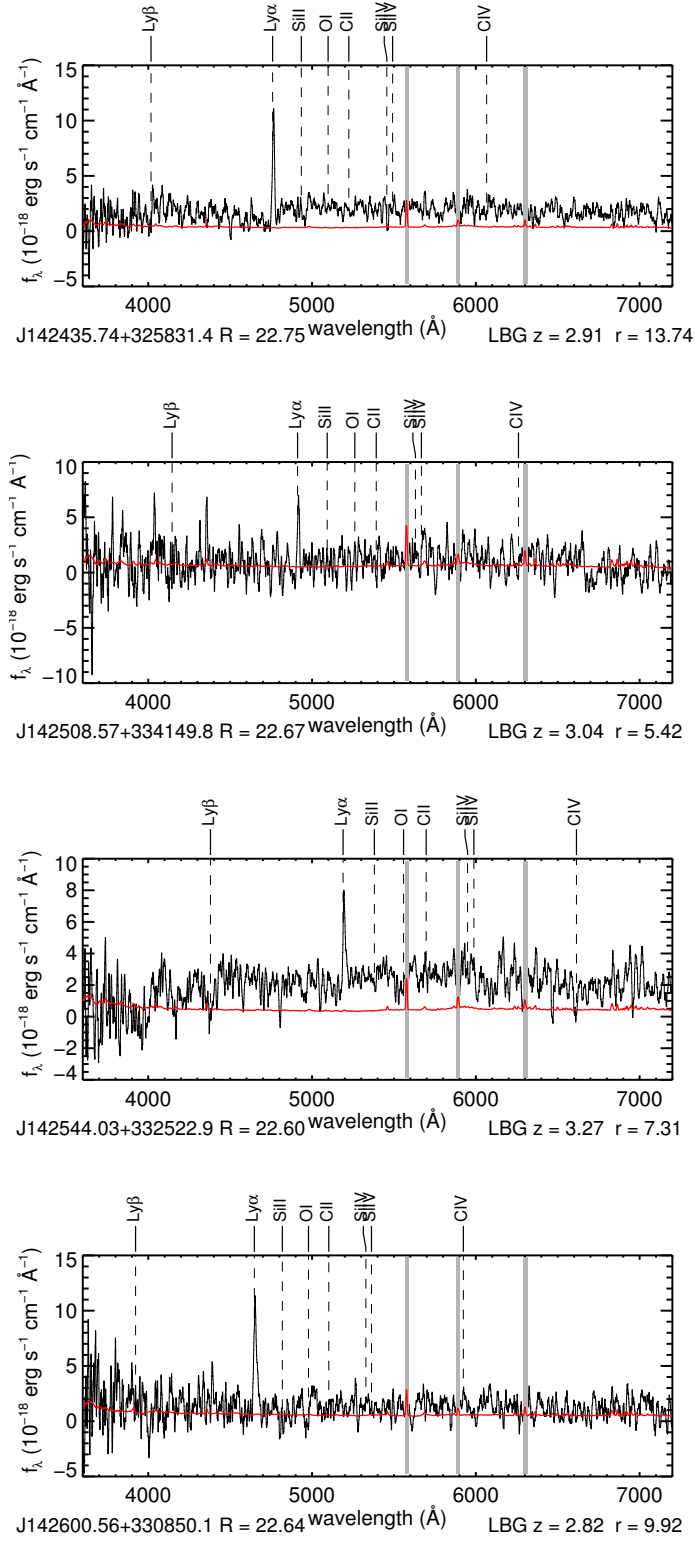 Lyβ Lyα SiII OI CII SiIV SiIV CIV
15
10
5
0
−5
f_λ (10⁻¹⁸ erg s⁻¹ cm⁻¹ Å⁻¹)
4000 5000 6000 7000
wavelength (Å)
J142435.74+325831.4 R = 22.75 LBG z = 2.91 r = 13.74
Lyβ Lyα SiII OI CII SiIV SiIV CIV
10
5
0
−5
−10
f_λ (10⁻¹⁸ erg s⁻¹ cm⁻¹ Å⁻¹)
4000 5000 6000 7000
wavelength (Å)
J142508.57+334149.8 R = 22.67 LBG z = 3.04 r = 5.42
Lyβ Lyα SiII OI CII SiIV SiIV CIV
10
8
6
4
2
0
−2
−4
f_λ (10⁻¹⁸ erg s⁻¹ cm⁻¹ Å⁻¹)
4000 5000 6000 7000
wavelength (Å)
J142544.03+332522.9 R = 22.60 LBG z = 3.27 r = 7.31
Lyβ Lyα SiII OI CII SiIV SiIV CIV
15
10
5
0
−5
f_λ (10⁻¹⁸ erg s⁻¹ cm⁻¹ Å⁻¹)
4000 5000 6000 7000
wavelength (Å)
J142600.56+330850.1 R = 22.64 LBG z = 2.82 r = 9.92